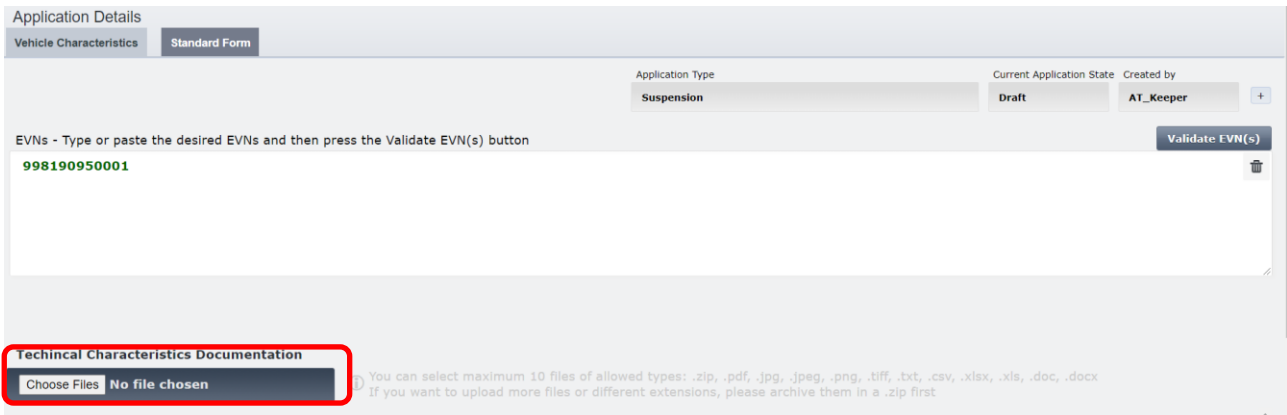 Application Details
Vehicle Characteristics Standard Form
Application Type Current Application State Created by
Suspension Draft AT_Keeper +
EVNs - Type or paste the desired EVNs and then press the Validate EVN(s) button Validate EVN(s)
998190950001
Techincal Characteristics Documentation
Choose Files No file chosen
You can select maximum 10 files of allowed types: .zip, .pdf, .jpg, .jpeg, .png, .tiff, .txt, .csv, .xlsx, .xls, .doc, .docx
If you want to upload more files or different extensions, please archive them in a .zip first